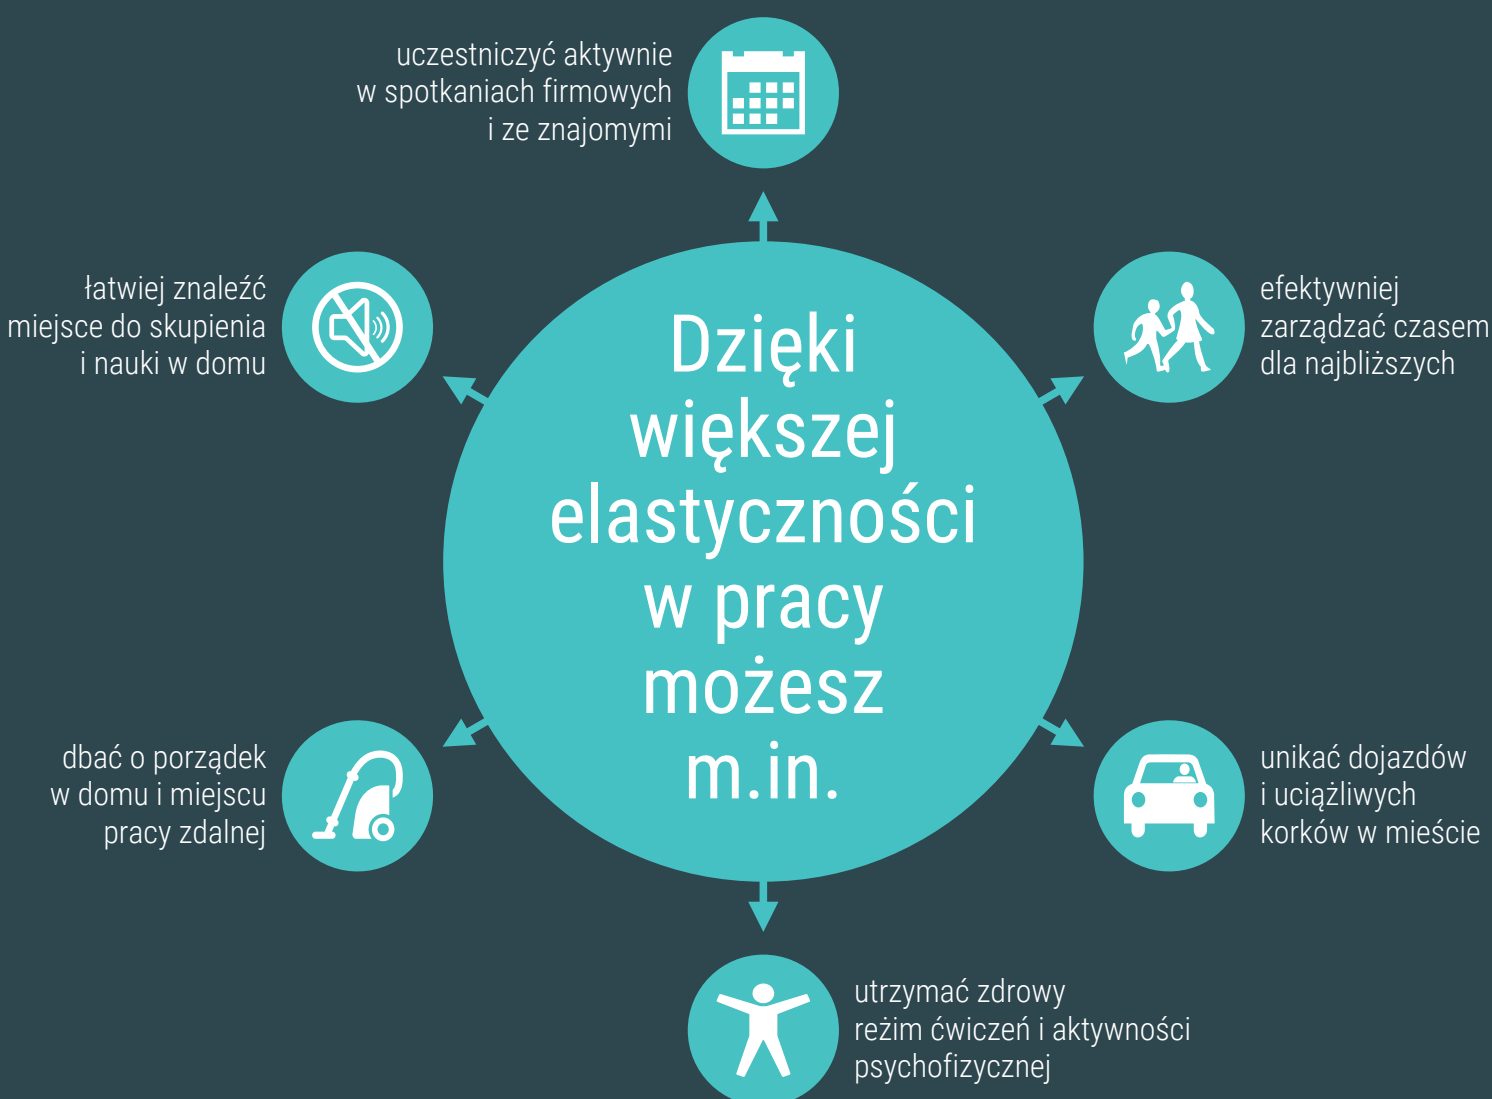 uczestniczyć aktywnie
w spotkaniach firmowych
i ze znajomymi
łatwiej znaleźć
miejsce do skupienia
i nauki w domu
efektywniej
zarządzać czasem
dla najbliższych
Dzięki
większej
elastyczności
w pracy
możesz
m.in.
dbać o porządek
w domu i miejscu
pracy zdalnej
unikać dojazdów
i uciążliwych
korków w mieście
utrzymać zdrowy
reżim ćwiczeń i aktywności
psychofizycznej